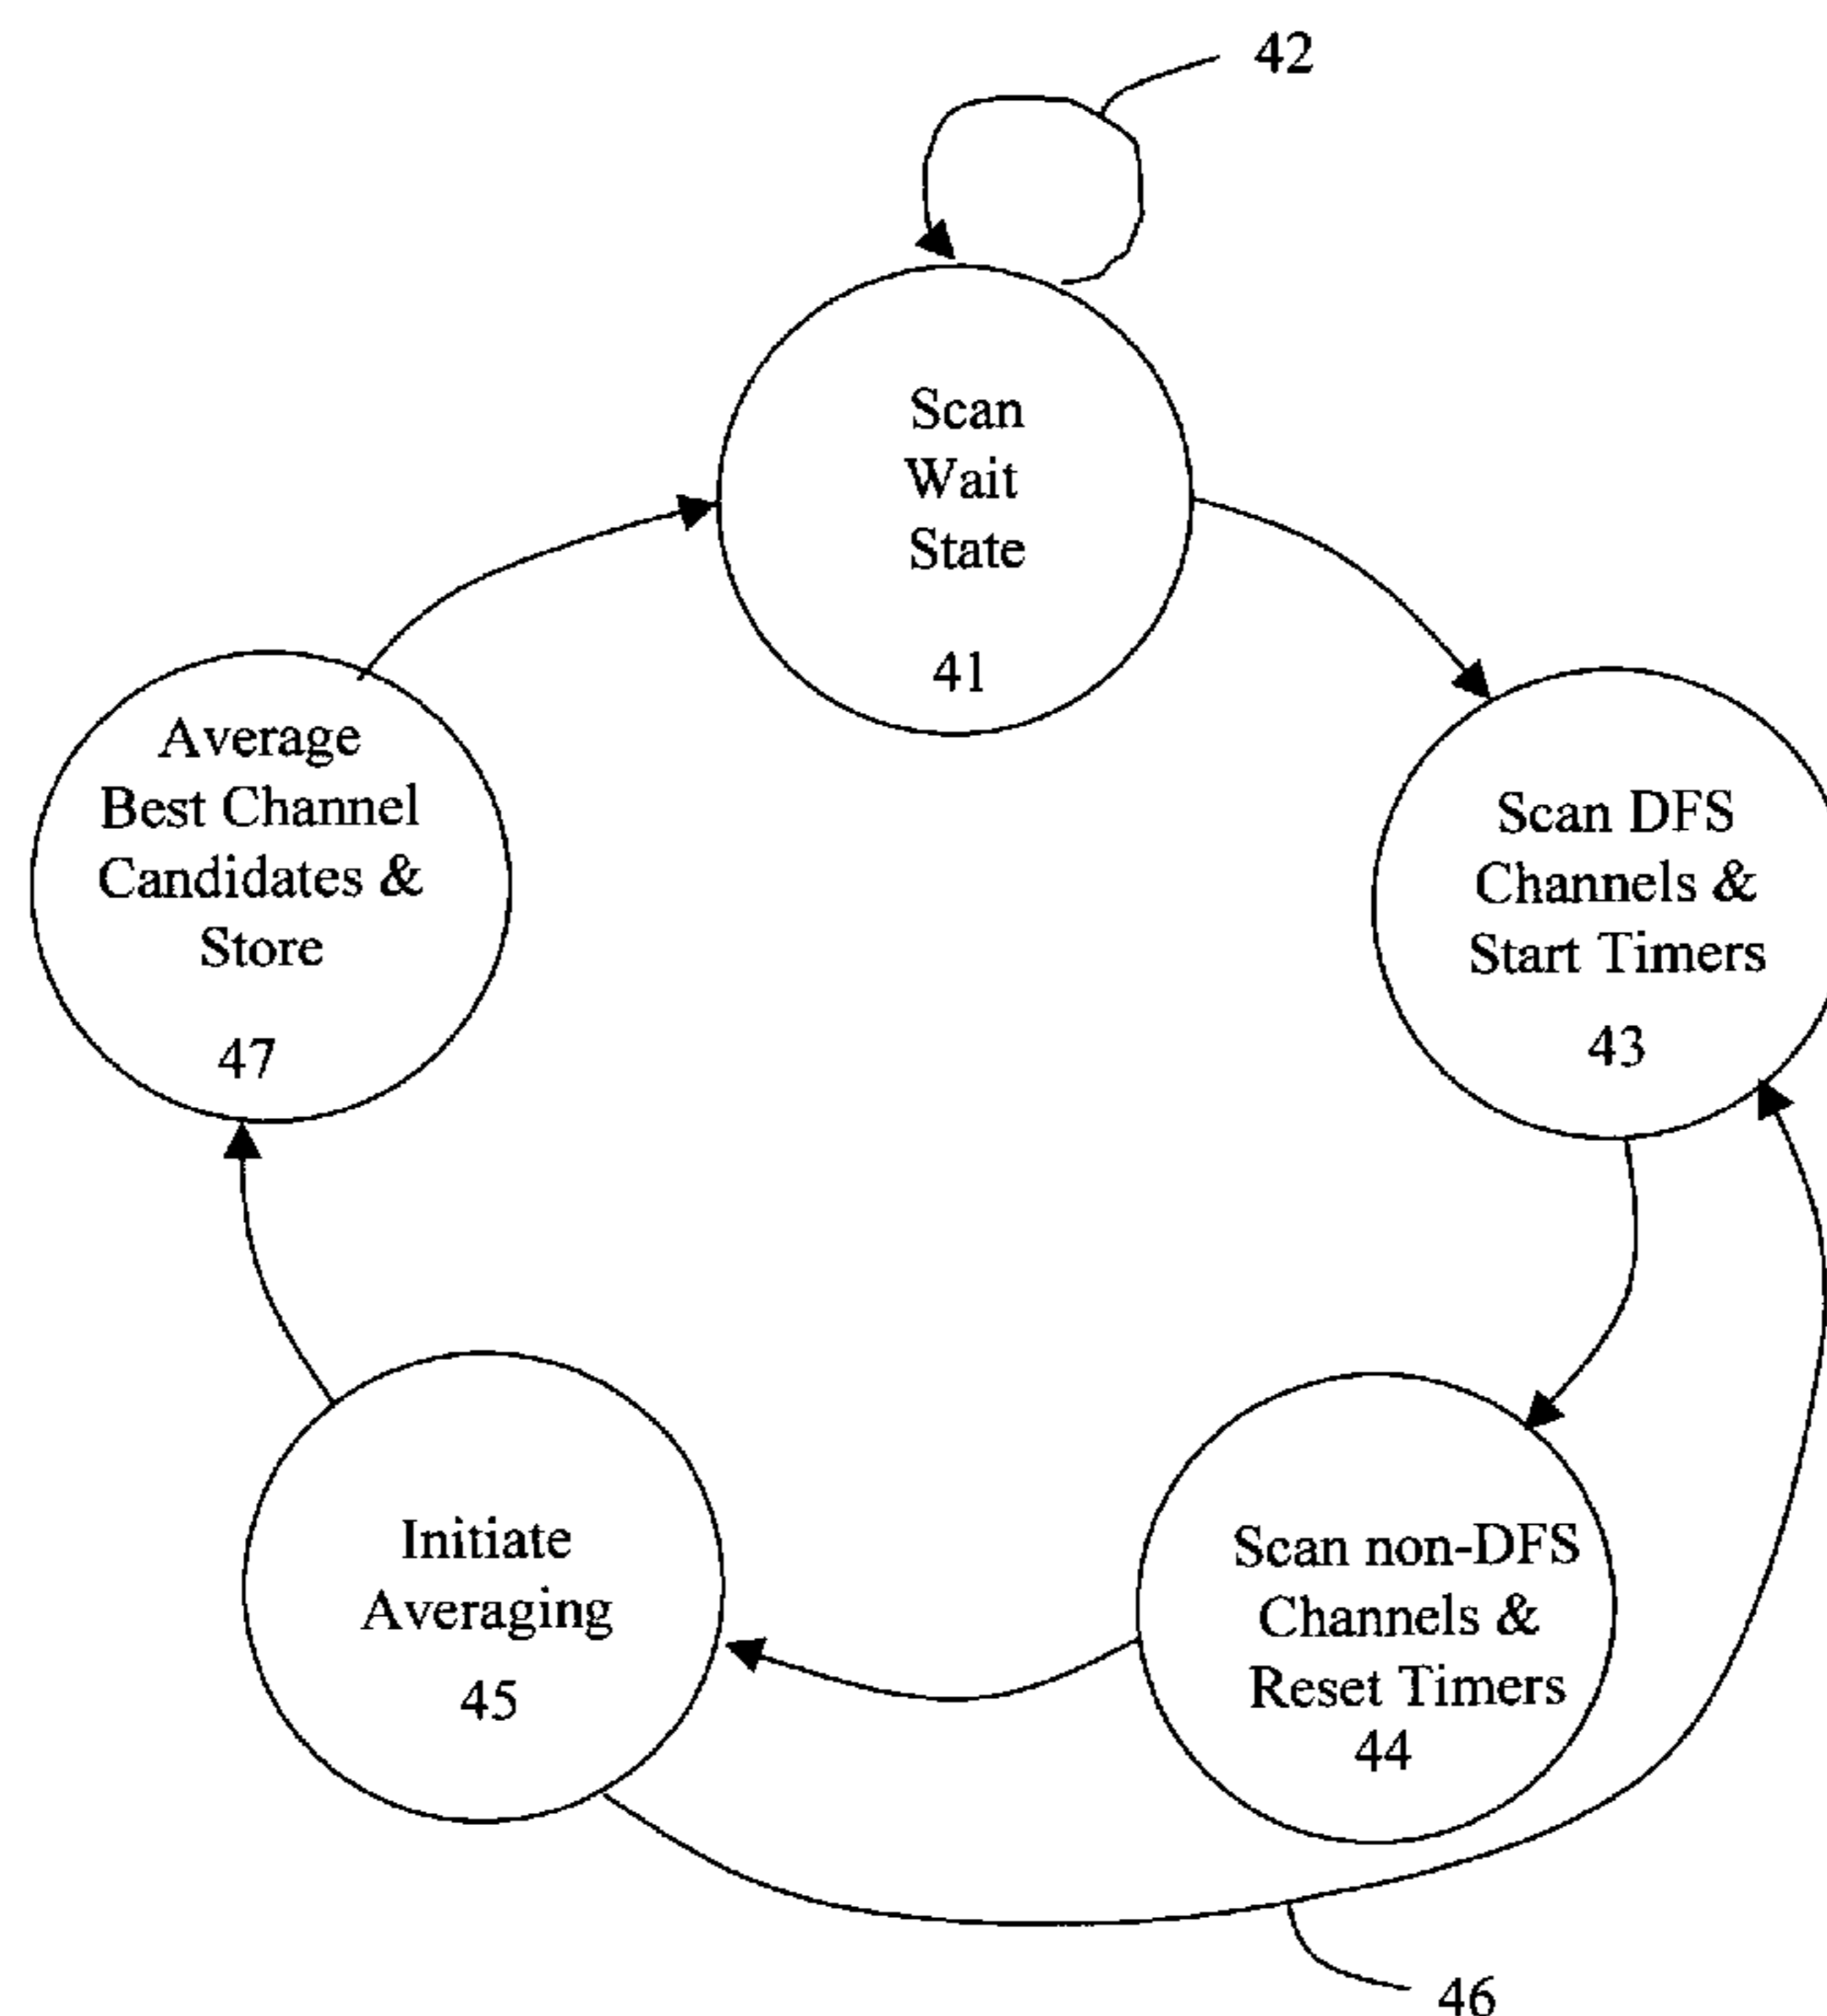 42
Scan
Wait
State
41
Average
Best Channel
Candidates &
Store
47
Scan DFS
Channels &
Start Timers
43
Initiate
Averaging
45
Scan non-DFS
Channels &
Reset Timers
44
46